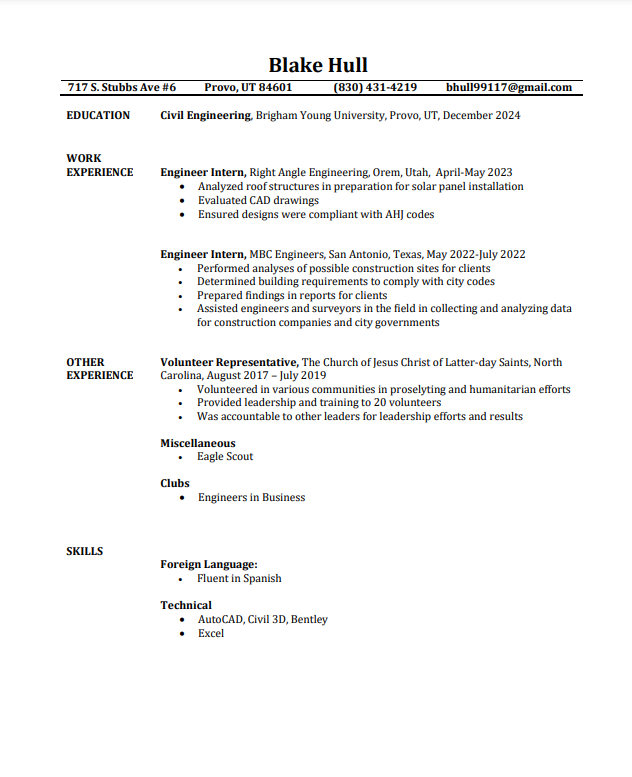 Blake Hull
717 S. Stubbs Ave #6 Provo, UT 84601 (830) 431-4219 bhull99117@gmail.com
EDUCATION Civil Engineering, Brigham Young University, Provo, UT, December 2024
WORK
EXPERIENCE Engineer Intern, Right Angle Engineering, Orem, Utah, April-May 2023
• Analyzed roof structures in preparation for solar panel installation
• Evaluated CAD drawings
• Ensured designs were compliant with AHJ codes
Engineer Intern, MBC Engineers, San Antonio, Texas, May 2022-July 2022
• Performed analyses of possible construction sites for clients
• Determined building requirements to comply with city codes
• Prepared findings in reports for clients
• Assisted engineers and surveyors in the field in collecting and analyzing data
for construction companies and city governments
OTHER Volunteer Representative, The Church of Jesus Christ of Latter-day Saints, North
EXPERIENCE Carolina, August 2017 – July 2019
• Volunteered in various communities in proselyting and humanitarian efforts
• Provided leadership and training to 20 volunteers
• Was accountable to other leaders for leadership efforts and results
Miscellaneous
• Eagle Scout
Clubs
• Engineers in Business
SKILLS
Foreign Language:
• Fluent in Spanish
Technical
• AutoCAD, Civil 3D, Bentley
• Excel